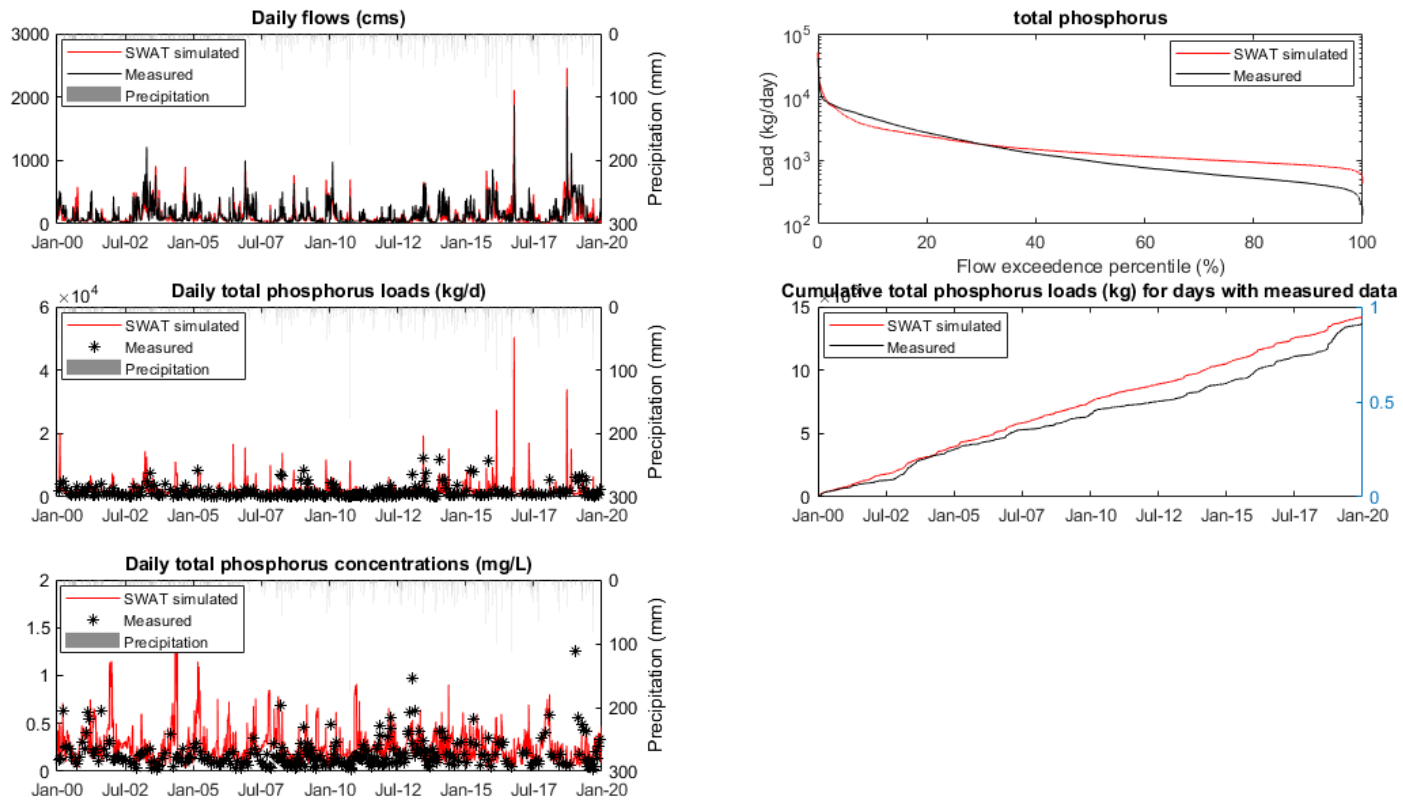 Daily flows (cms)
3000
2000
1000
0
0
100
200
300
Precipitation (mm)
SWAT simulated
Measured
Precipitation
Jan-00 Jul-02 Jan-05 Jul-07 Jan-10 Jul-12 Jan-15 Jul-17 Jan-20
total phosphorus
10^5
10^4
10^3
10^2
Load (kg/day)
SWAT simulated
Measured
0 20 40 60 80 100
Flow exceedence percentile (%)
Daily total phosphorus loads (kg/d)
×10^4
6
4
2
0
0
100
200
300
Precipitation (mm)
SWAT simulated
Measured
Precipitation
Jan-00 Jul-02 Jan-05 Jul-07 Jan-10 Jul-12 Jan-15 Jul-17 Jan-20
Cumulative total phosphorus loads (kg) for days with measured data
15
10
5
0
1
0.5
0
SWAT simulated
Measured
Jan-00 Jul-02 Jan-05 Jul-07 Jan-10 Jul-12 Jan-15 Jul-17 Jan-20
Daily total phosphorus concentrations (mg/L)
2
1.5
1
0.5
0
0
100
200
300
Precipitation (mm)
SWAT simulated
Measured
Precipitation
Jan-00 Jul-02 Jan-05 Jul-07 Jan-10 Jul-12 Jan-15 Jul-17 Jan-20